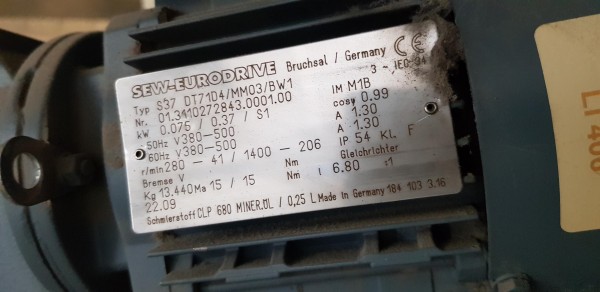 SEW-EURODRIVE Bruchsal / Germany CE
Typ S37 DT71D4/MM03/BW1 3 ~ IEC 34
Nr. 01.3410272843.0001.00 IM M1B
kW 0.075 / 0.37 / S1 cosφ 0.99
50Hz V 380-500 A 1.30
60Hz V 380-500 A 1.30
r/min 280 - 41 / 1400 - 206 IP 54 KL F
Bremse V Nm Gleichrichter
Kg 13.440 Ma 15 / 15 Nm i 6.80 :1
22.09
Schmierstoff CLP 680 MINER.ÖL / 0,25 L Made in Germany 184 103 3.16
LT400